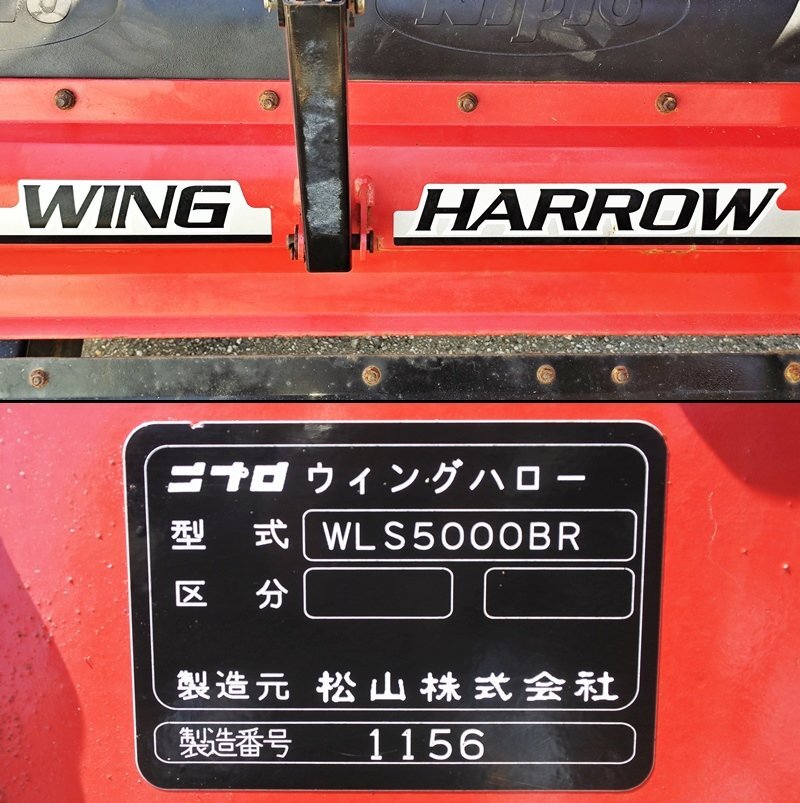 Niplo
WING HARROW
ニプロ ウィングハロー
型式 WLS5000BR
区分
製造元 松山株式会社
製造番号 1156